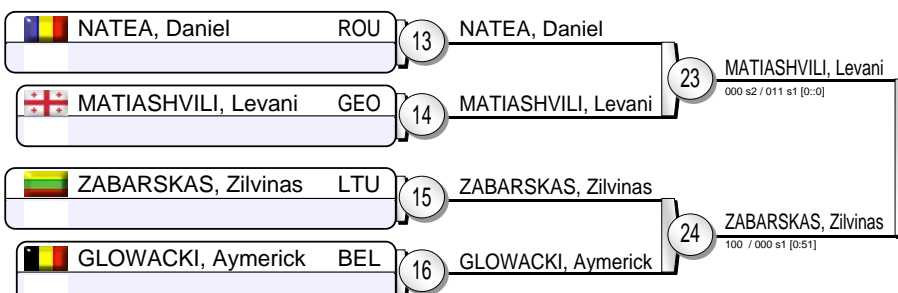 NATEA, Daniel ROU 13 NATEA, Daniel
23 MATIASHVILI, Levani
000 s2 / 011 s1 [0::0]
MATIASHVILI, Levani GEO 14 MATIASHVILI, Levani
ZABARSKAS, Zilvinas LTU 15 ZABARSKAS, Zilvinas
24 ZABARSKAS, Zilvinas
100 / 000 s1 [0:51]
GLOWACKI, Aymerick BEL 16 GLOWACKI, Aymerick